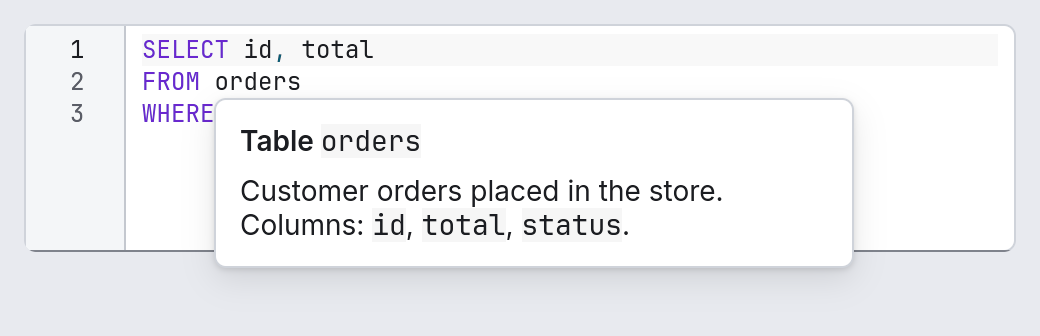 1 SELECT id, total
2 FROM orders
3 WHERE
Table orders
Customer orders placed in the store.
Columns: id, total, status.